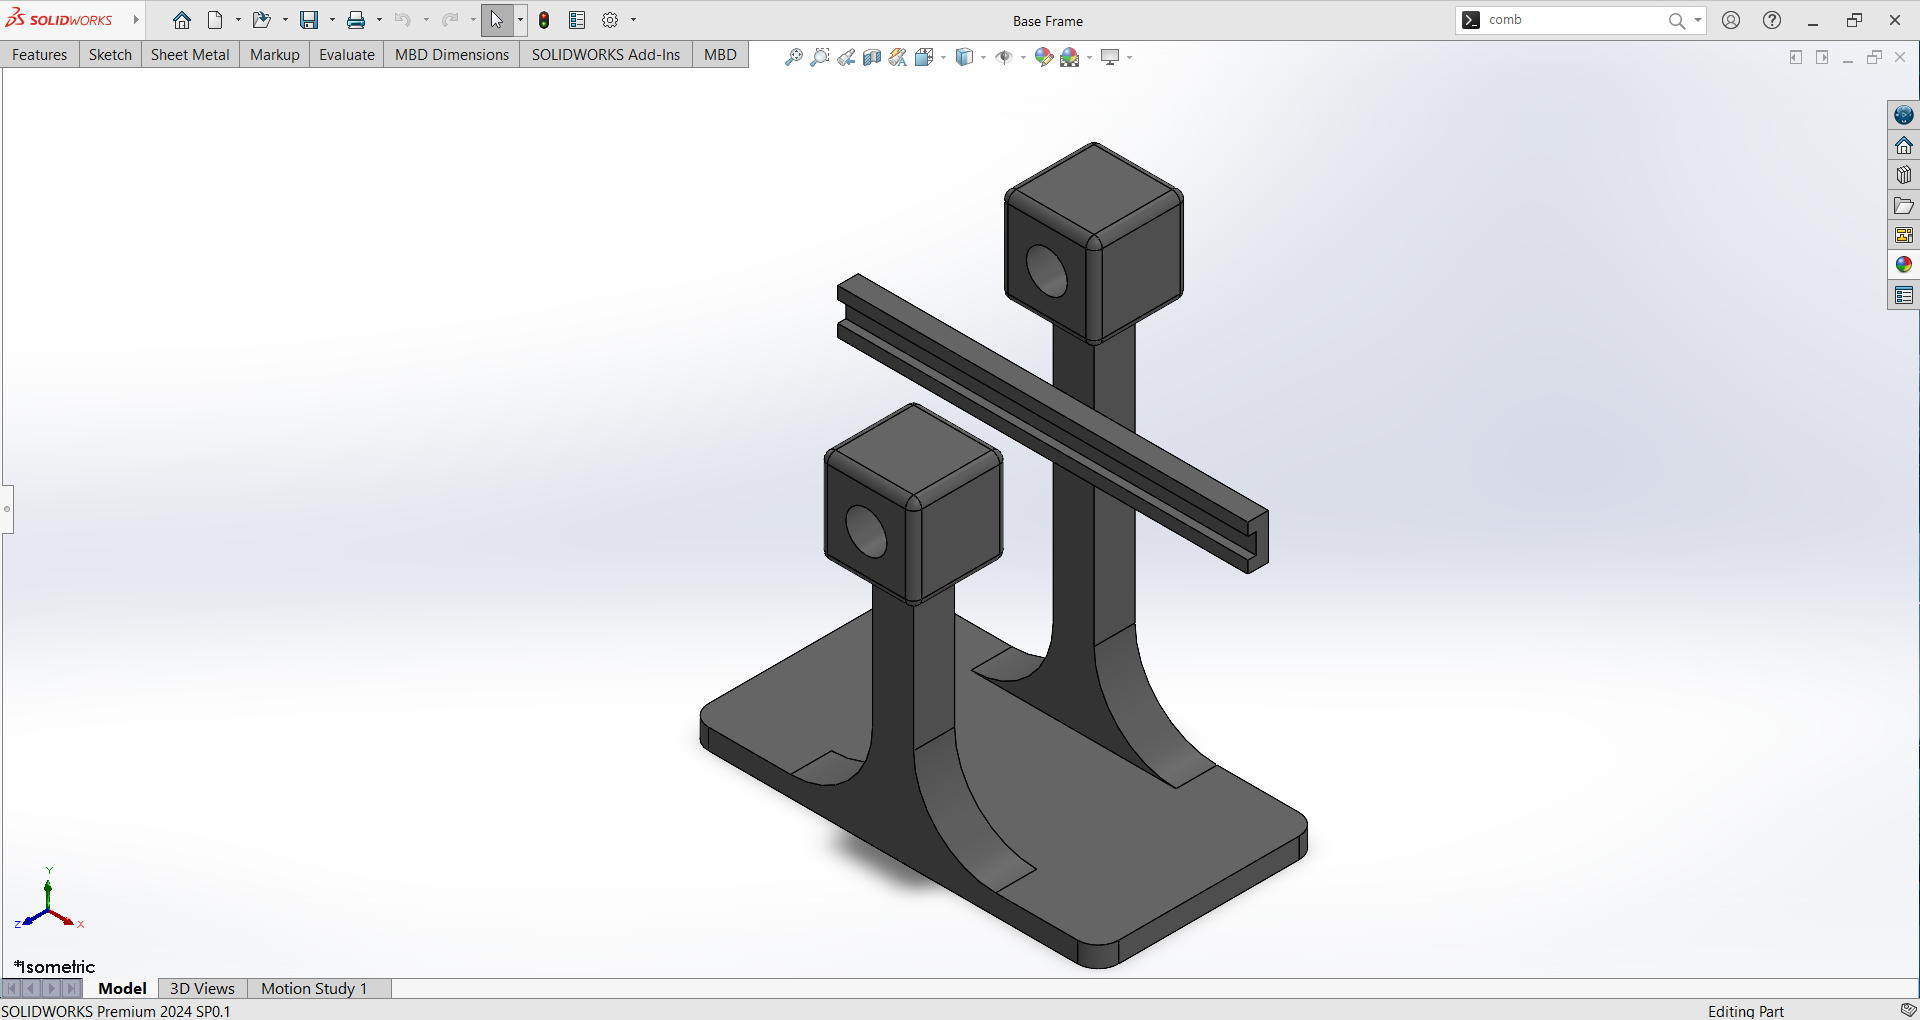 SOLIDWORKS
Base Frame
comb
Features
Sketch
Sheet Metal
Markup
Evaluate
MBD Dimensions
SOLIDWORKS Add-Ins
MBD
Y
Z
X
*Isometric
Model
3D Views
Motion Study 1
SOLIDWORKS Premium 2024 SP0.1
Editing Part